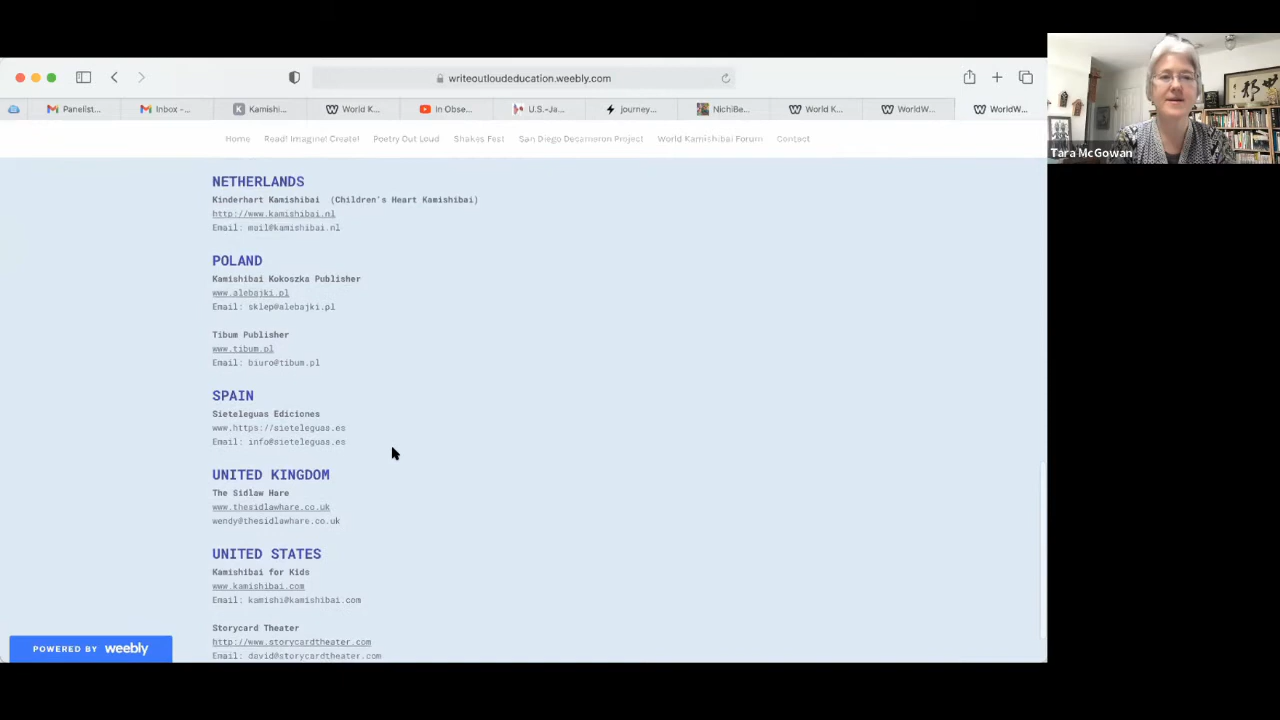 writeoutloudeducation.weebly.com
Panelist...
Inbox -...
Kamishi...
World K...
In Obse...
U.S.-Ja...
journey...
NichiBe...
World K...
WorldW...
WorldW...
Home
Read! Imagine! Create!
Poetry Out Loud
Shakes Fest
San Diego Decameron Project
World Kamishibai Forum
Contact
Tara McGowan
NETHERLANDS
Kinderhart Kamishibai (Children's Heart Kamishibai)
http://www.kamishibai.nl
Email: mail@kamishibai.nl
POLAND
Kamishibai Kokoszka Publisher
www.alebajki.pl
Email: sklep@alebajki.pl
Tibum Publisher
www.tibum.pl
Email: biuro@tibum.pl
SPAIN
Sieteleguas Ediciones
www.https://sieteleguas.es
Email: info@sieteleguas.es
UNITED KINGDOM
The Sidlaw Hare
www.thesidlawhare.co.uk
wendy@thesidlawhare.co.uk
UNITED STATES
Kamishibai for Kids
www.kamishibai.com
Email: kamishi@kamishibai.com
Storycard Theater
http://www.storycardtheater.com
Email: david@storycardtheater.com
POWERED BY weebly